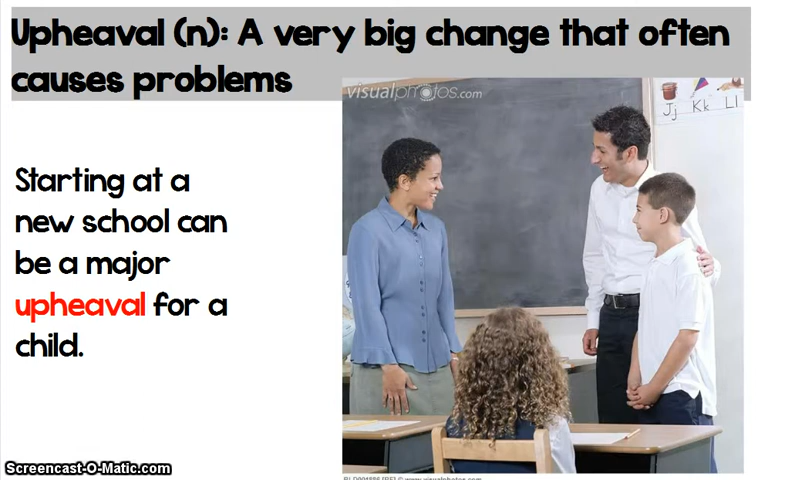 Upheaval (n): A very big change that often
causes problems
visualphotos.com
Jj Kk Ll
Starting at a
new school can
be a major
upheaval for a
child.
Screencast-O-Matic.com